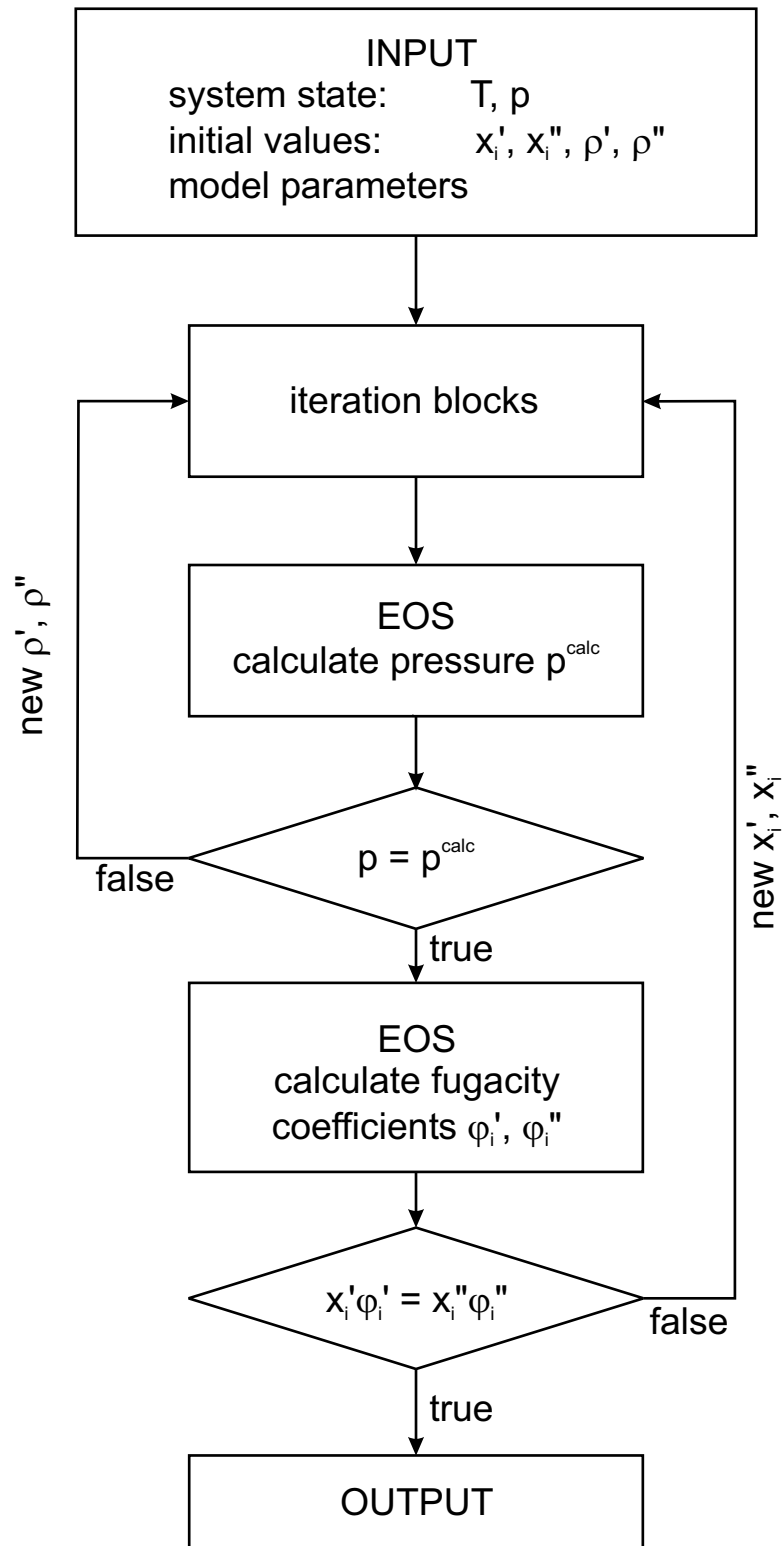 INPUT
system state: T, p
initial values: xᵢ', xᵢ", ρ', ρ"
model parameters
iteration blocks
new ρ', ρ"
EOS
calculate pressure p^calc
new xᵢ', xᵢ"
p = p^calc
false
true
EOS
calculate fugacity
coefficients φᵢ', φᵢ"
xᵢ'φᵢ' = xᵢ"φᵢ"
false
true
OUTPUT